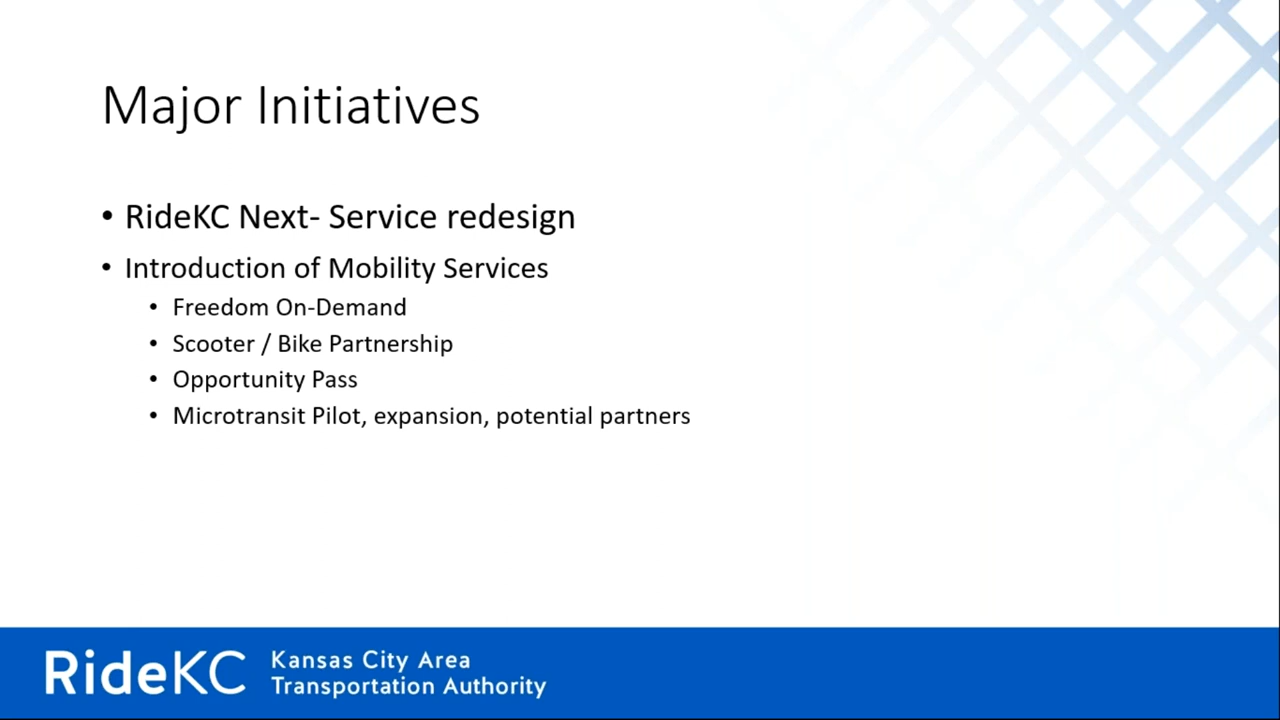 Major Initiatives
• RideKC Next- Service redesign
• Introduction of Mobility Services
• Freedom On-Demand
• Scooter / Bike Partnership
• Opportunity Pass
• Microtransit Pilot, expansion, potential partners
RideKC
Kansas City Area
Transportation Authority